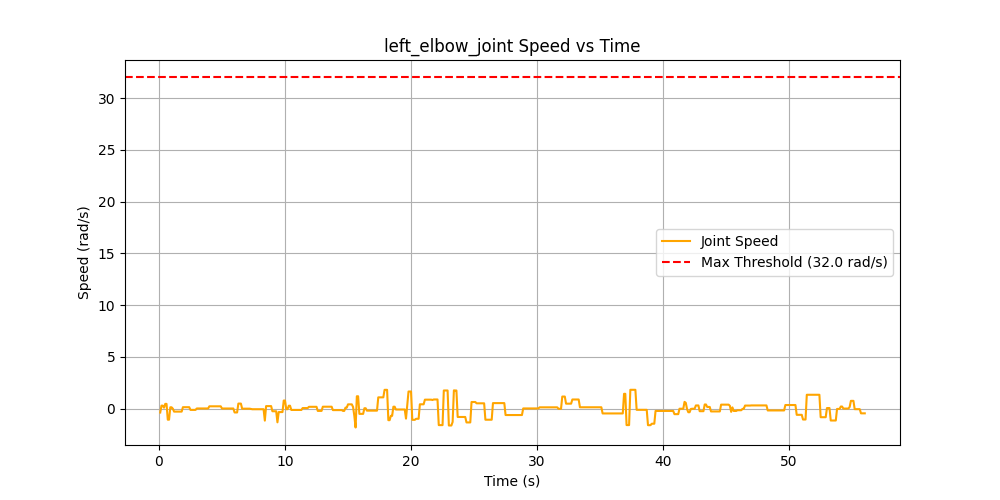 left_elbow_joint Speed vs Time
30
25
20
15
10
5
0
Speed (rad/s)
Joint Speed
Max Threshold (32.0 rad/s)
0 10 20 30 40 50
Time (s)